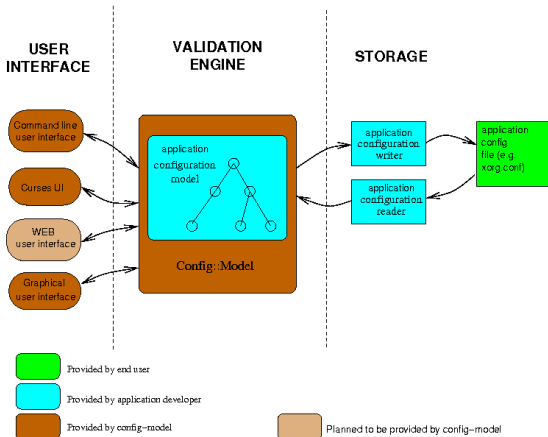 USER
INTERFACE
VALIDATION
ENGINE
STORAGE
Command line
user interface
Curses UI
WEB
user interface
Graphical
user interface
application
configuration
model
Config::Model
application
configuration
writer
application
configuration
reader
application
config
file (e.g.
xorg.conf)
Provided by end user
Provided by application developer
Provided by config-model
Planned to be provided by config-model